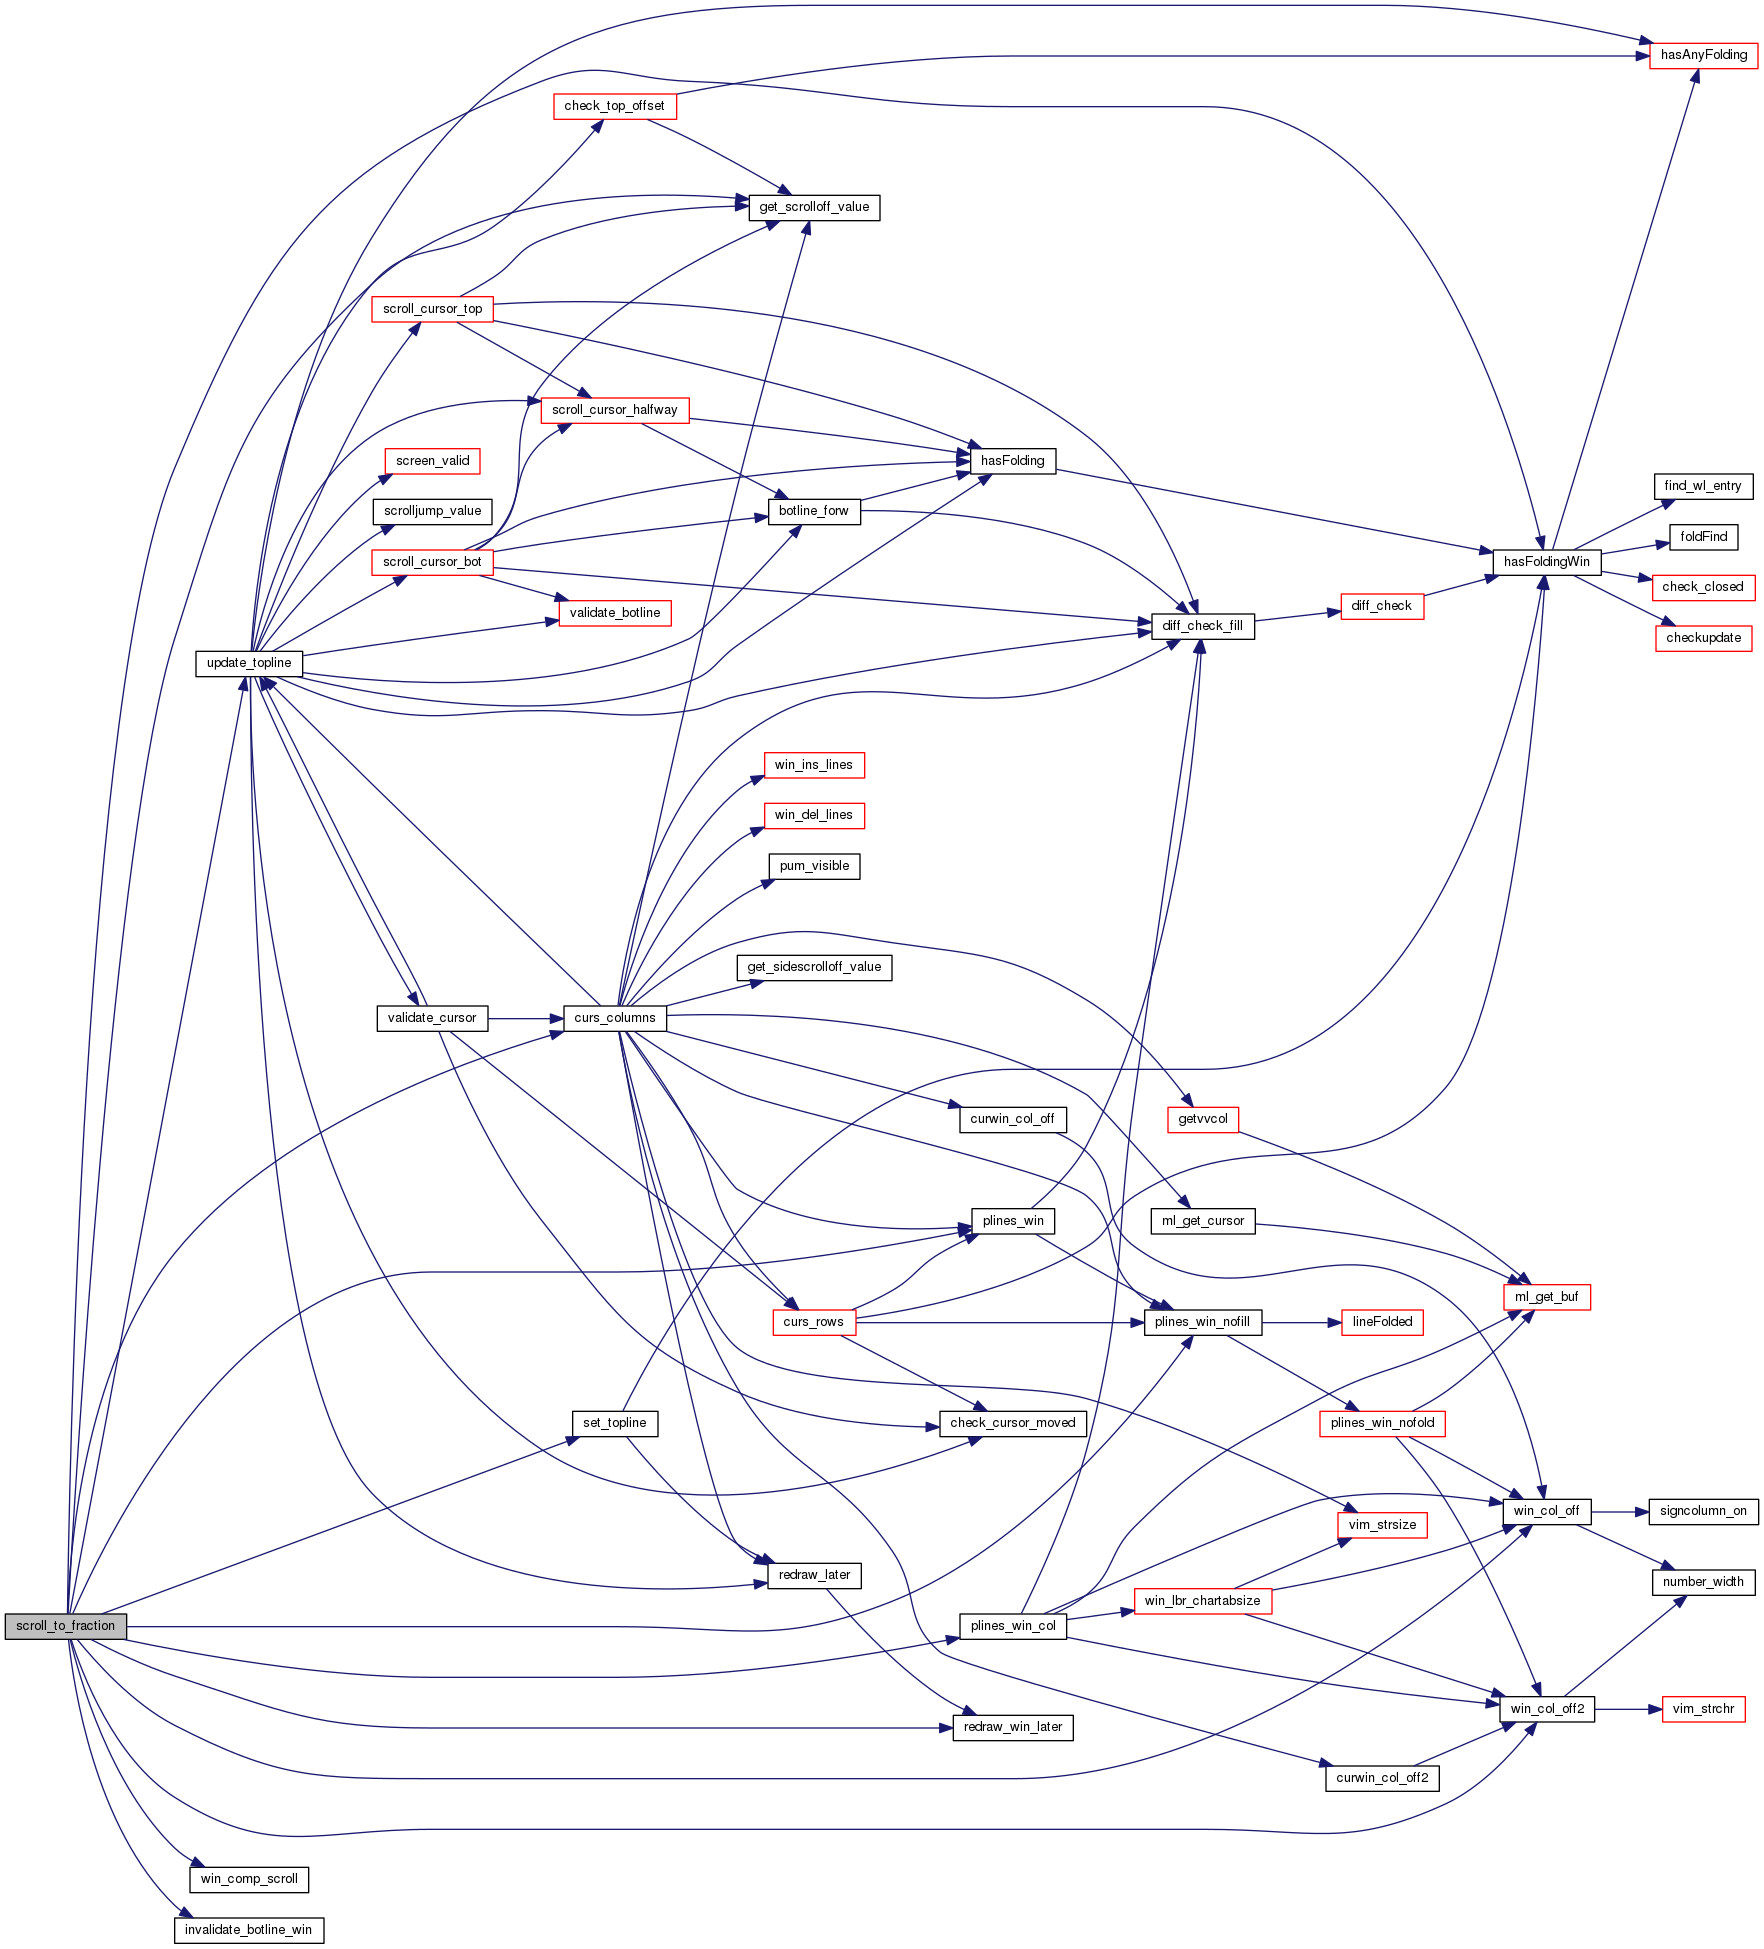 hasAnyFolding
check_top_offset
get_scrolloff_value
scroll_cursor_top
scroll_cursor_halfway
screen_valid
hasFolding
find_wl_entry
scrolljump_value
botline_forw
foldFind
scroll_cursor_bot
hasFoldingWin
check_closed
validate_botline
diff_check
diff_check_fill
checkupdate
update_topline
win_ins_lines
win_del_lines
pum_visible
get_sidescrolloff_value
validate_cursor
curs_columns
curwin_col_off
getvvcol
plines_win
ml_get_cursor
ml_get_buf
curs_rows
plines_win_nofill
lineFolded
set_topline
check_cursor_moved
plines_win_nofold
win_col_off
signcolumn_on
vim_strsize
redraw_later
number_width
win_lbr_chartabsize
scroll_to_fraction
plines_win_col
win_col_off2
vim_strchr
redraw_win_later
curwin_col_off2
win_comp_scroll
invalidate_botline_win